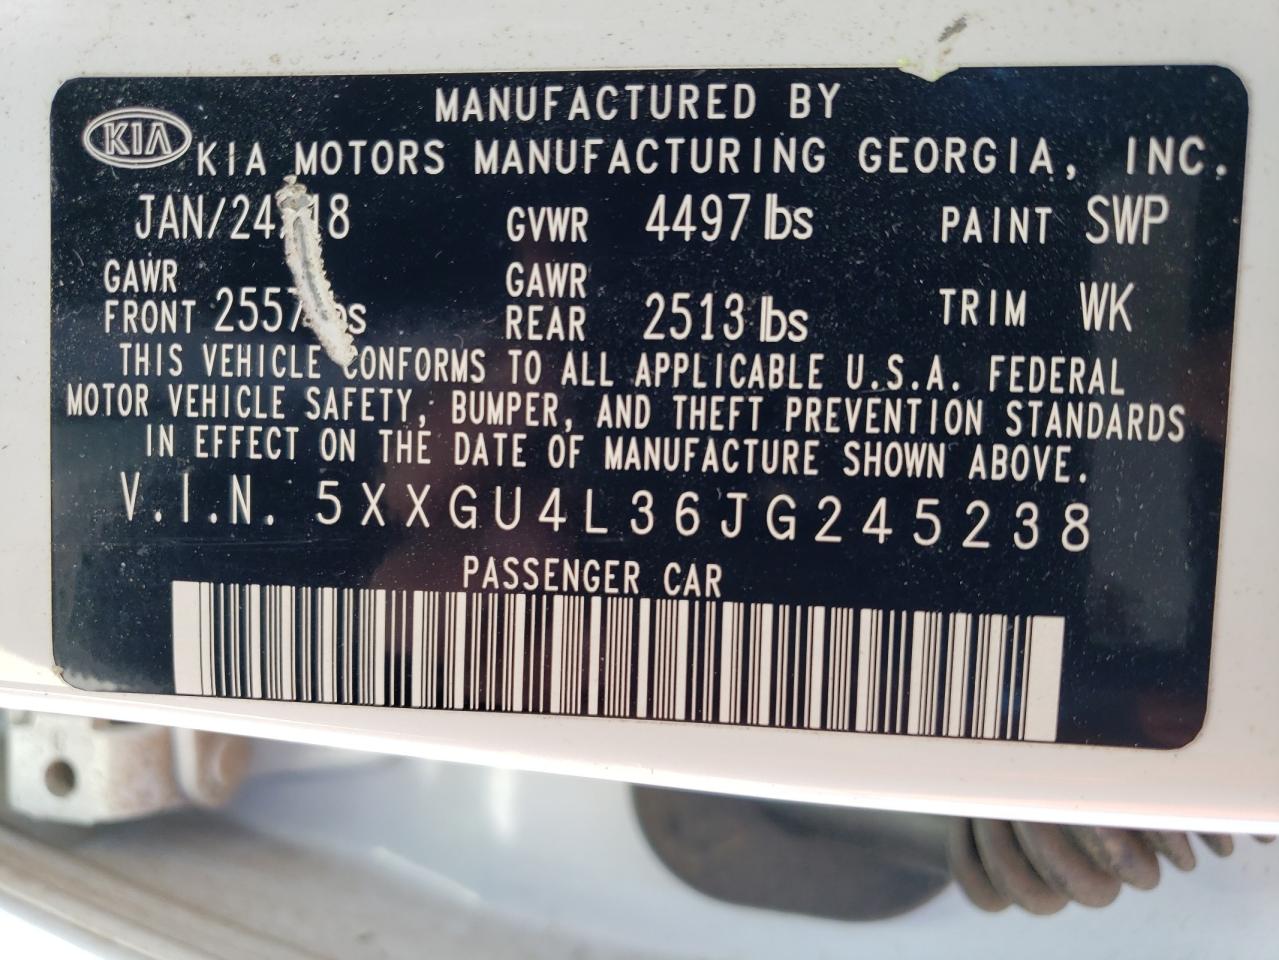 MANUFACTURED BY
KIA KIA MOTORS MANUFACTURING GEORGIA, INC.
GVWR 4497 lbs PAINT SWP
GAWR FRONT GAWR REAR 2513 lbs TRIM WK
THIS VEHICLE CONFORMS TO ALL APPLICABLE U.S.A. FEDERAL
MOTOR VEHICLE SAFETY, BUMPER, AND THEFT PREVENTION STANDARDS
IN EFFECT ON THE DATE OF MANUFACTURE SHOWN ABOVE.
V.I.N. 5XXGU4L36JG245238
PASSENGER CAR